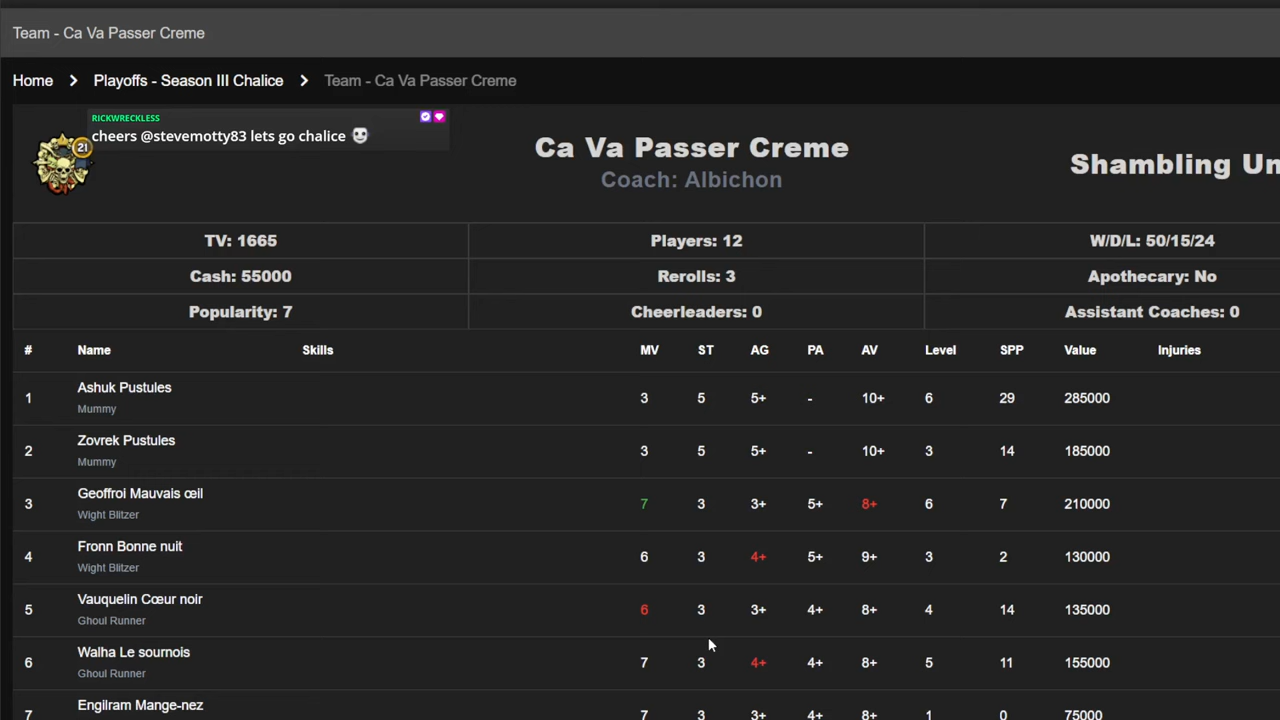 Team - Ca Va Passer Creme
Home > Playoffs - Season III Chalice > Team - Ca Va Passer Creme
RICKWRECKLESS
cheers @stevemotty83 lets go chalice
21
Ca Va Passer Creme
Coach: Albichon
Shambling Un
TV: 1665 Players: 12 W/D/L: 50/15/24
Cash: 55000 Rerolls: 3 Apothecary: No
Popularity: 7 Cheerleaders: 0 Assistant Coaches: 0
# Name Skills MV ST AG PA AV Level SPP Value Injuries
1 Ashuk Pustules 3 5 5+ - 10+ 6 29 285000
Mummy
2 Zovrek Pustules 3 5 5+ - 10+ 3 14 185000
Mummy
3 Geoffroi Mauvais œil 7 3 3+ 5+ 8+ 6 7 210000
Wight Blitzer
4 Fronn Bonne nuit 6 3 4+ 5+ 9+ 3 2 130000
Wight Blitzer
5 Vauquelin Cœur noir 6 3 3+ 4+ 8+ 4 14 135000
Ghoul Runner
6 Walha Le sournois 7 3 4+ 4+ 8+ 5 11 155000
Ghoul Runner
7 Engilram Mange-nez 7 3 3+ 4+ 8+ 1 0 75000